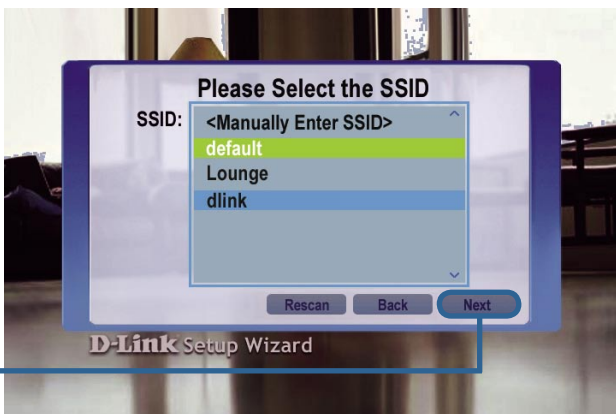 Please Select the SSID
SSID:
<Manually Enter SSID>
default
Lounge
dlink
Rescan Back Next
D-Link Setup Wizard